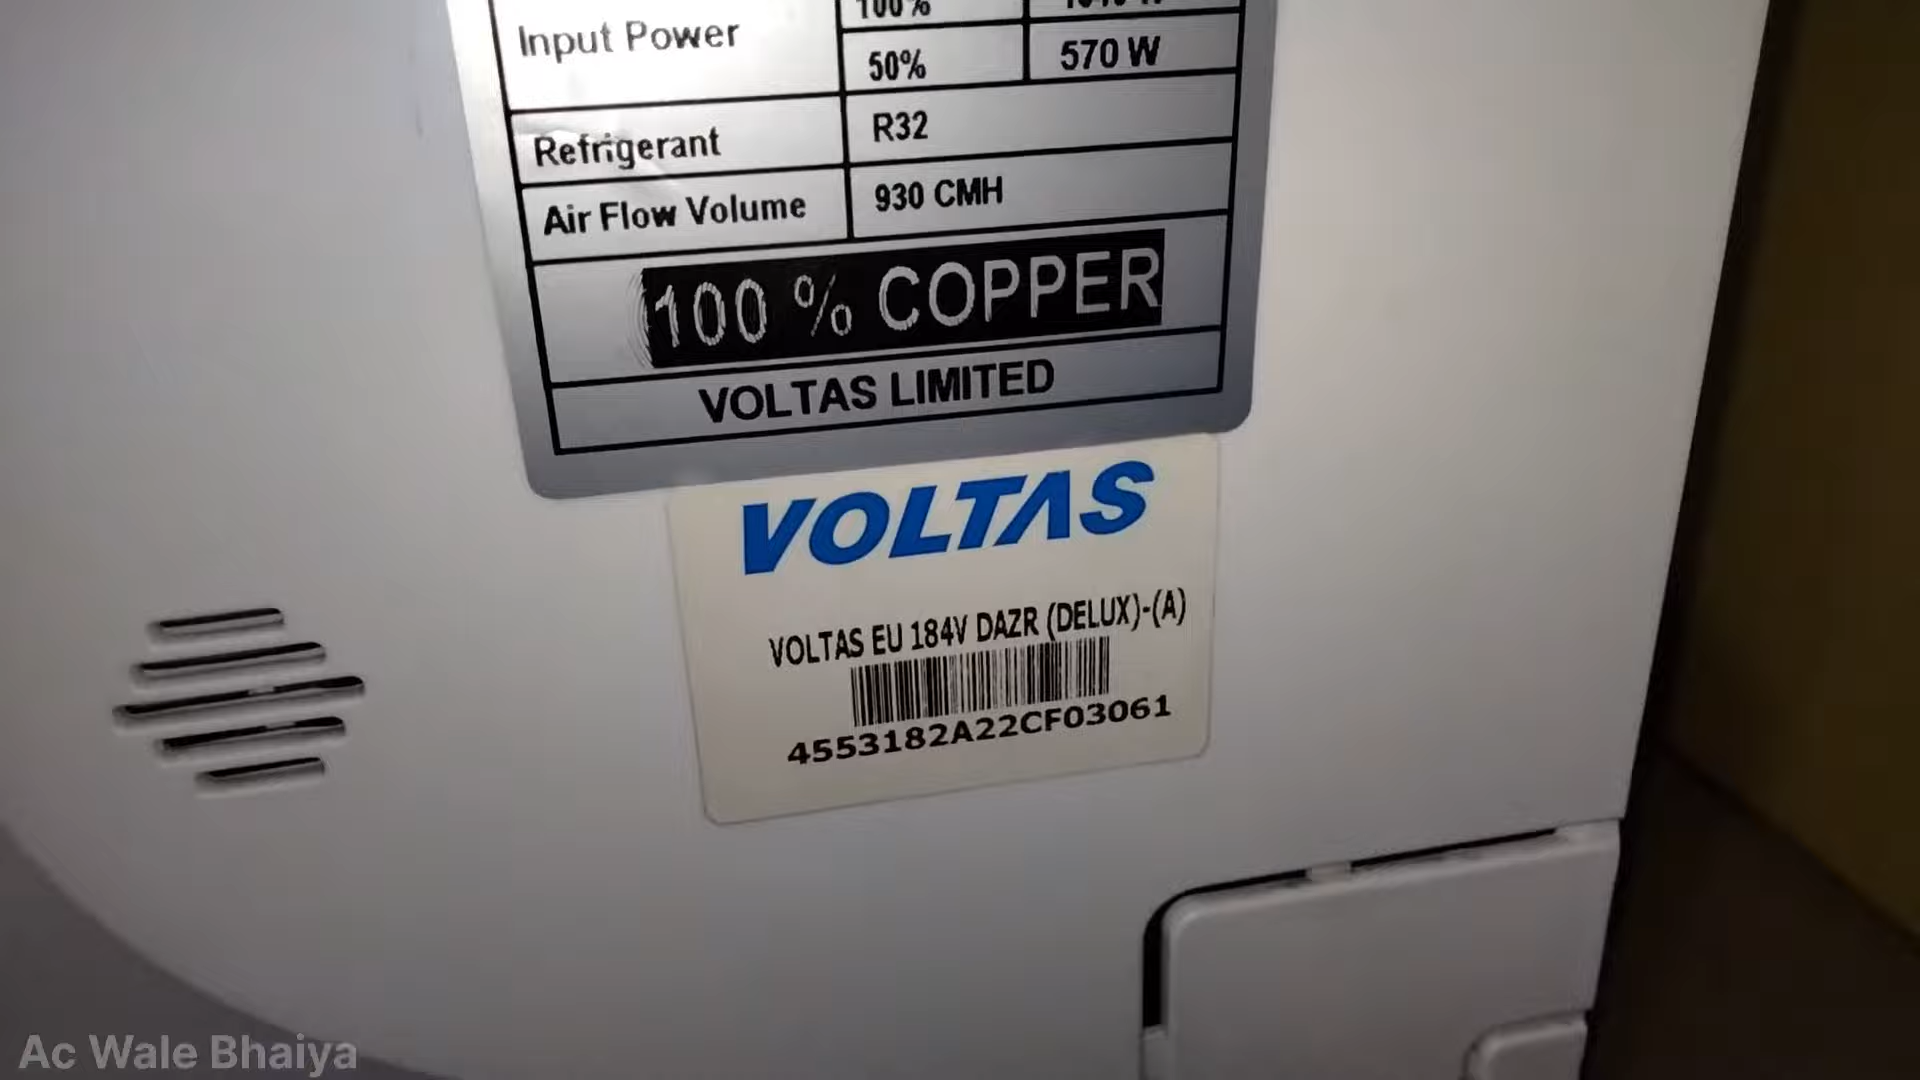 Input Power
100%
50% 570 W
Refrigerant R32
Air Flow Volume 930 CMH
100 % COPPER
VOLTAS LIMITED
VOLTAS
VOLTAS EU 184V DAZR (DELUX)-(A)
4553182A22CF03061
Ac Wale Bhaiya